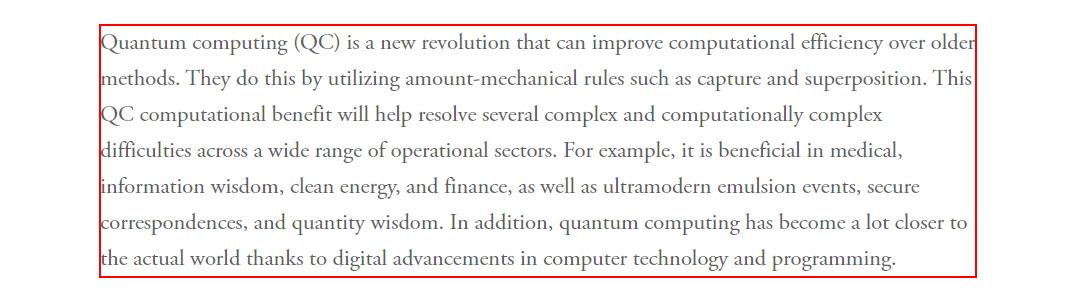 Quantum computing (QC) is a new revolution that can improve computational efficiency over older
methods. They do this by utilizing amount-mechanical rules such as capture and superposition. This
QC computational benefit will help resolve several complex and computationally complex
difficulties across a wide range of operational sectors. For example, it is beneficial in medical,
information wisdom, clean energy, and finance, as well as ultramodern emulsion events, secure
correspondences, and quantity wisdom. In addition, quantum computing has become a lot closer to
the actual world thanks to digital advancements in computer technology and programming.